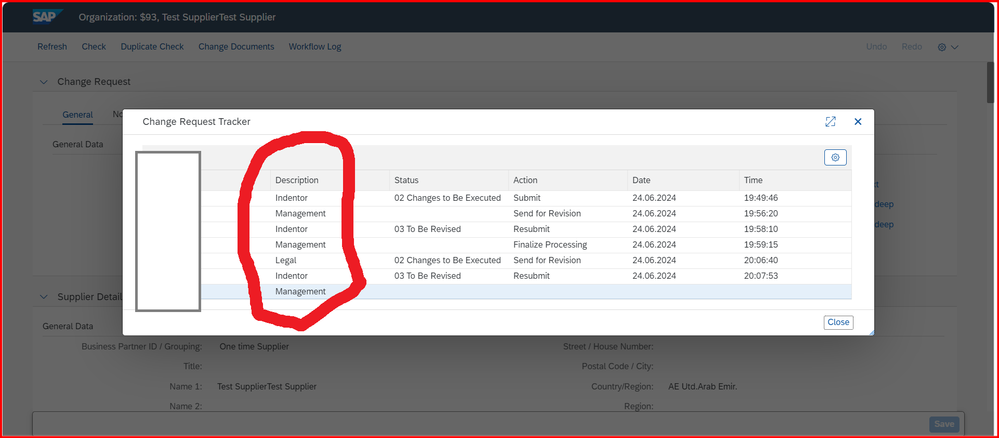 SAP Organization: $93, Test SupplierTest Supplier
Refresh Check Duplicate Check Change Documents Workflow Log Undo Redo
Change Request
General No
General Data
Change Request Tracker
Description Status Action Date Time
Indentor 02 Changes to Be Executed Submit 24.06.2024 19:49:46
Management Send for Revision 24.06.2024 19:56:20
Indentor 03 To Be Revised Resubmit 24.06.2024 19:58:10
Management Finalize Processing 24.06.2024 19:59:15
Legal 02 Changes to Be Executed Send for Revision 24.06.2024 20:06:40
Indentor 03 To Be Revised Resubmit 24.06.2024 20:07:53
Management
deep
deep
Close
Supplier Detai
General Data
Business Partner ID / Grouping: One time Supplier Street / House Number:
Title: Postal Code / City:
Name 1: Test SupplierTest Supplier Country/Region: AE Utd.Arab Emir.
Name 2: Region:
Save